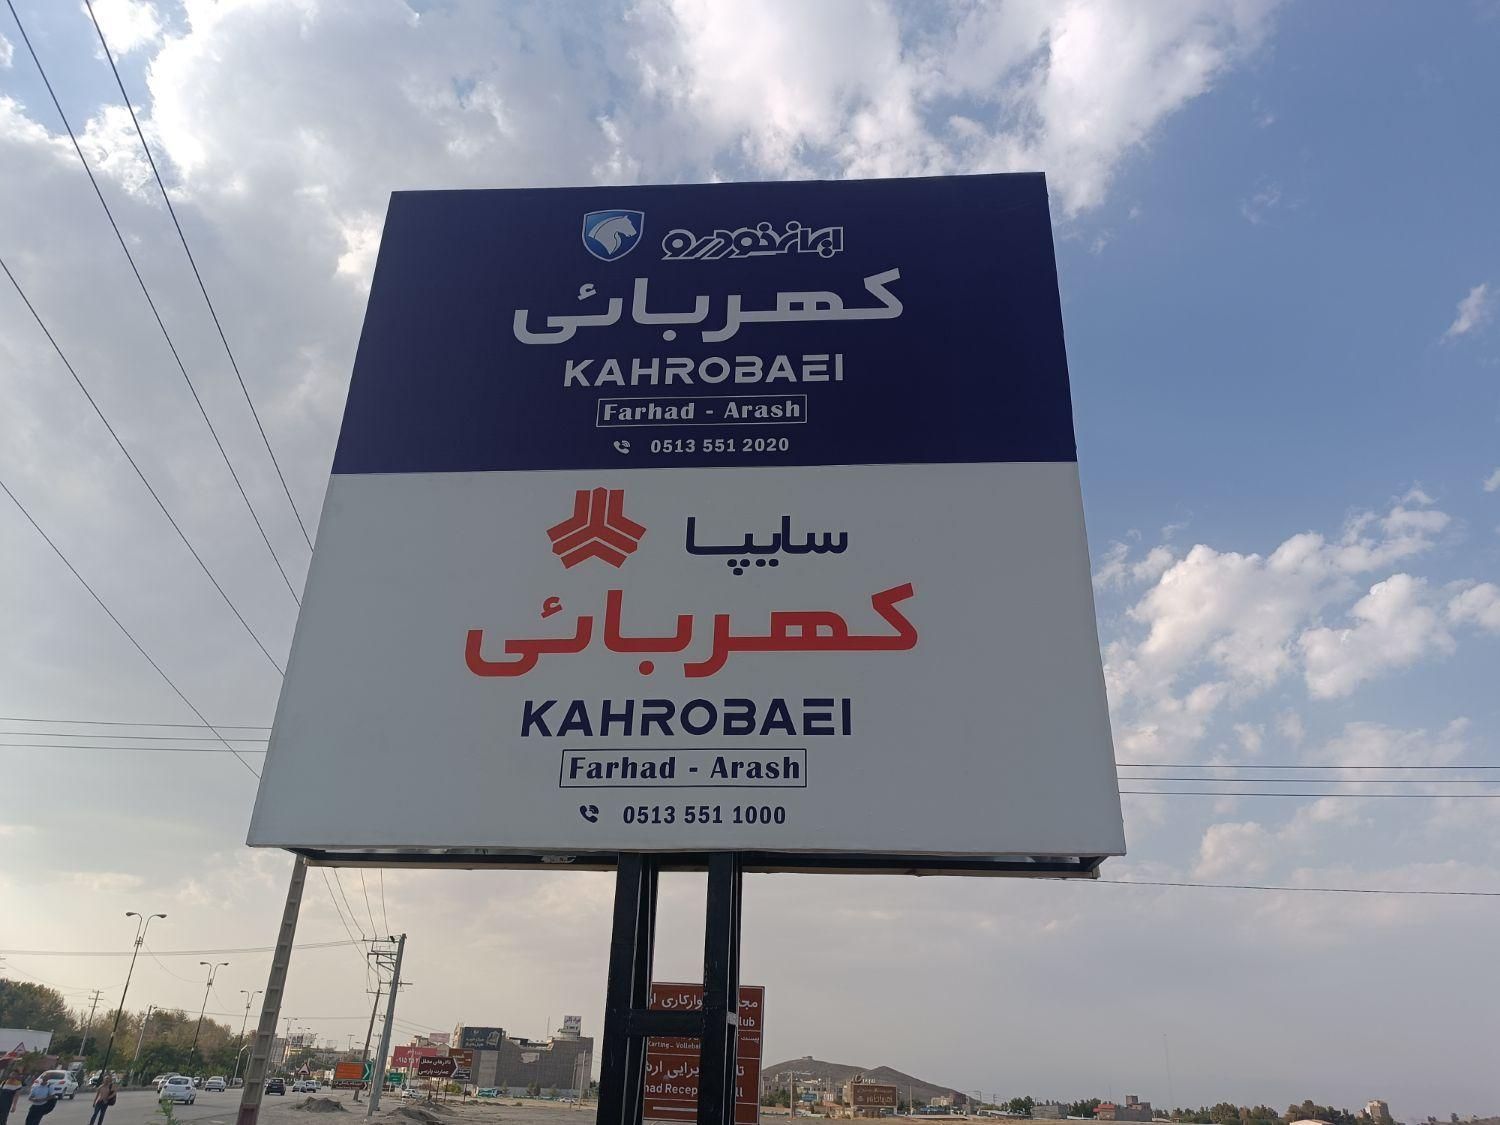 ایران‌خودرو
کهربائی
KAHROBAEI
Farhad - Arash
0513 551 2020
سایپا
کهربائی
KAHROBAEI
Farhad - Arash
0513 551 1000